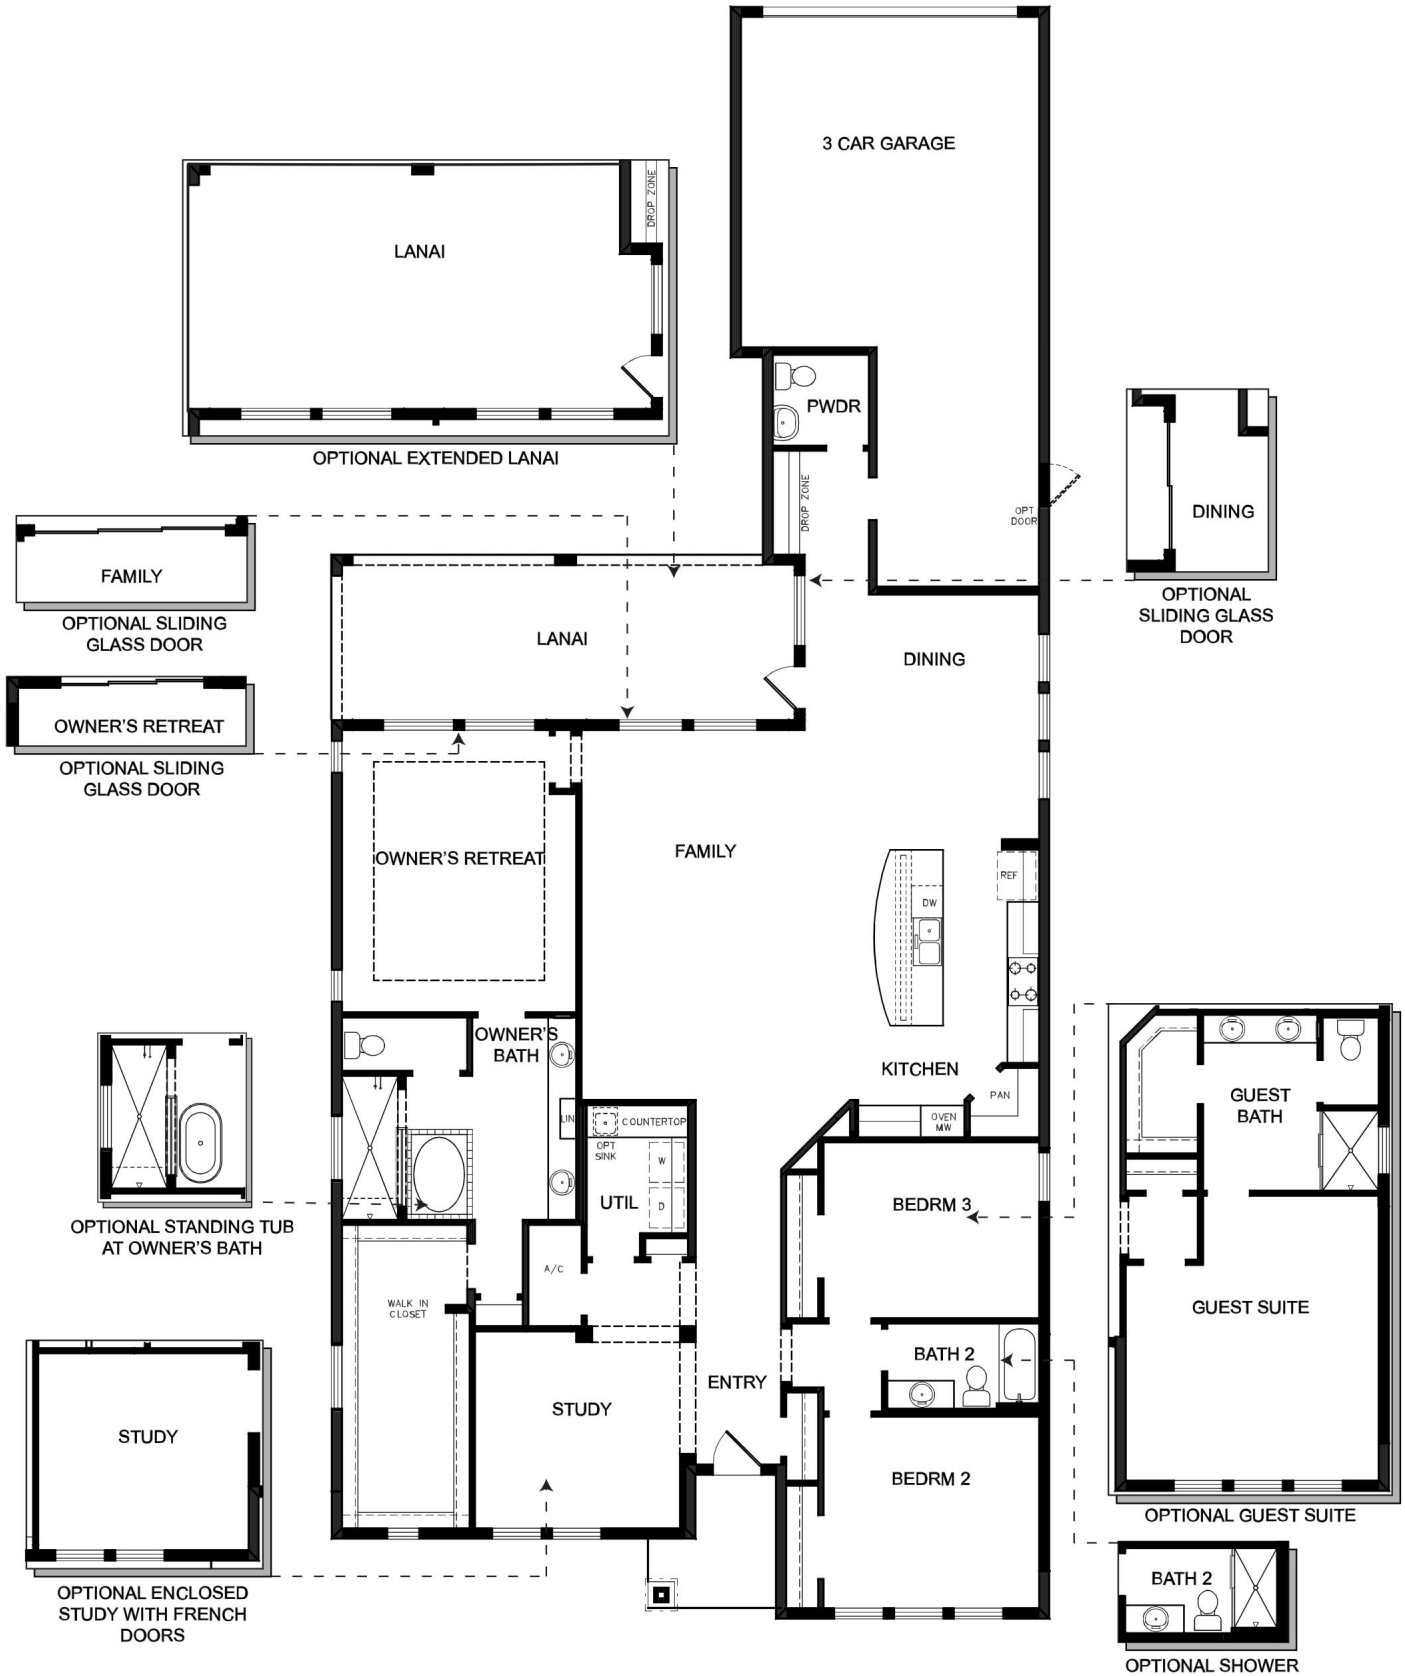 3 CAR GARAGE
DROP ZONE
LANAI
OPTIONAL EXTENDED LANAI
PWDR
DROP ZONE
OPT
DOOR
DINING
OPTIONAL
SLIDING GLASS
DOOR
FAMILY
OPTIONAL SLIDING
GLASS DOOR
LANAI
DINING
OWNER'S RETREAT
OPTIONAL SLIDING
GLASS DOOR
OWNER'S RETREAT
FAMILY
REF
DW
OWNER'S
BATH
KITCHEN
PAN
OVEN
MW
LIN
COUNTERTOP
OPT
SINK
W
D
UTIL
GUEST
BATH
GUEST SUITE
OPTIONAL GUEST SUITE
OPTIONAL STANDING TUB
AT OWNER'S BATH
BEDRM 3
A/C
WALK IN
CLOSET
BATH 2
ENTRY
STUDY
STUDY
OPTIONAL ENCLOSED
STUDY WITH FRENCH
DOORS
BEDRM 2
BATH 2
OPTIONAL SHOWER